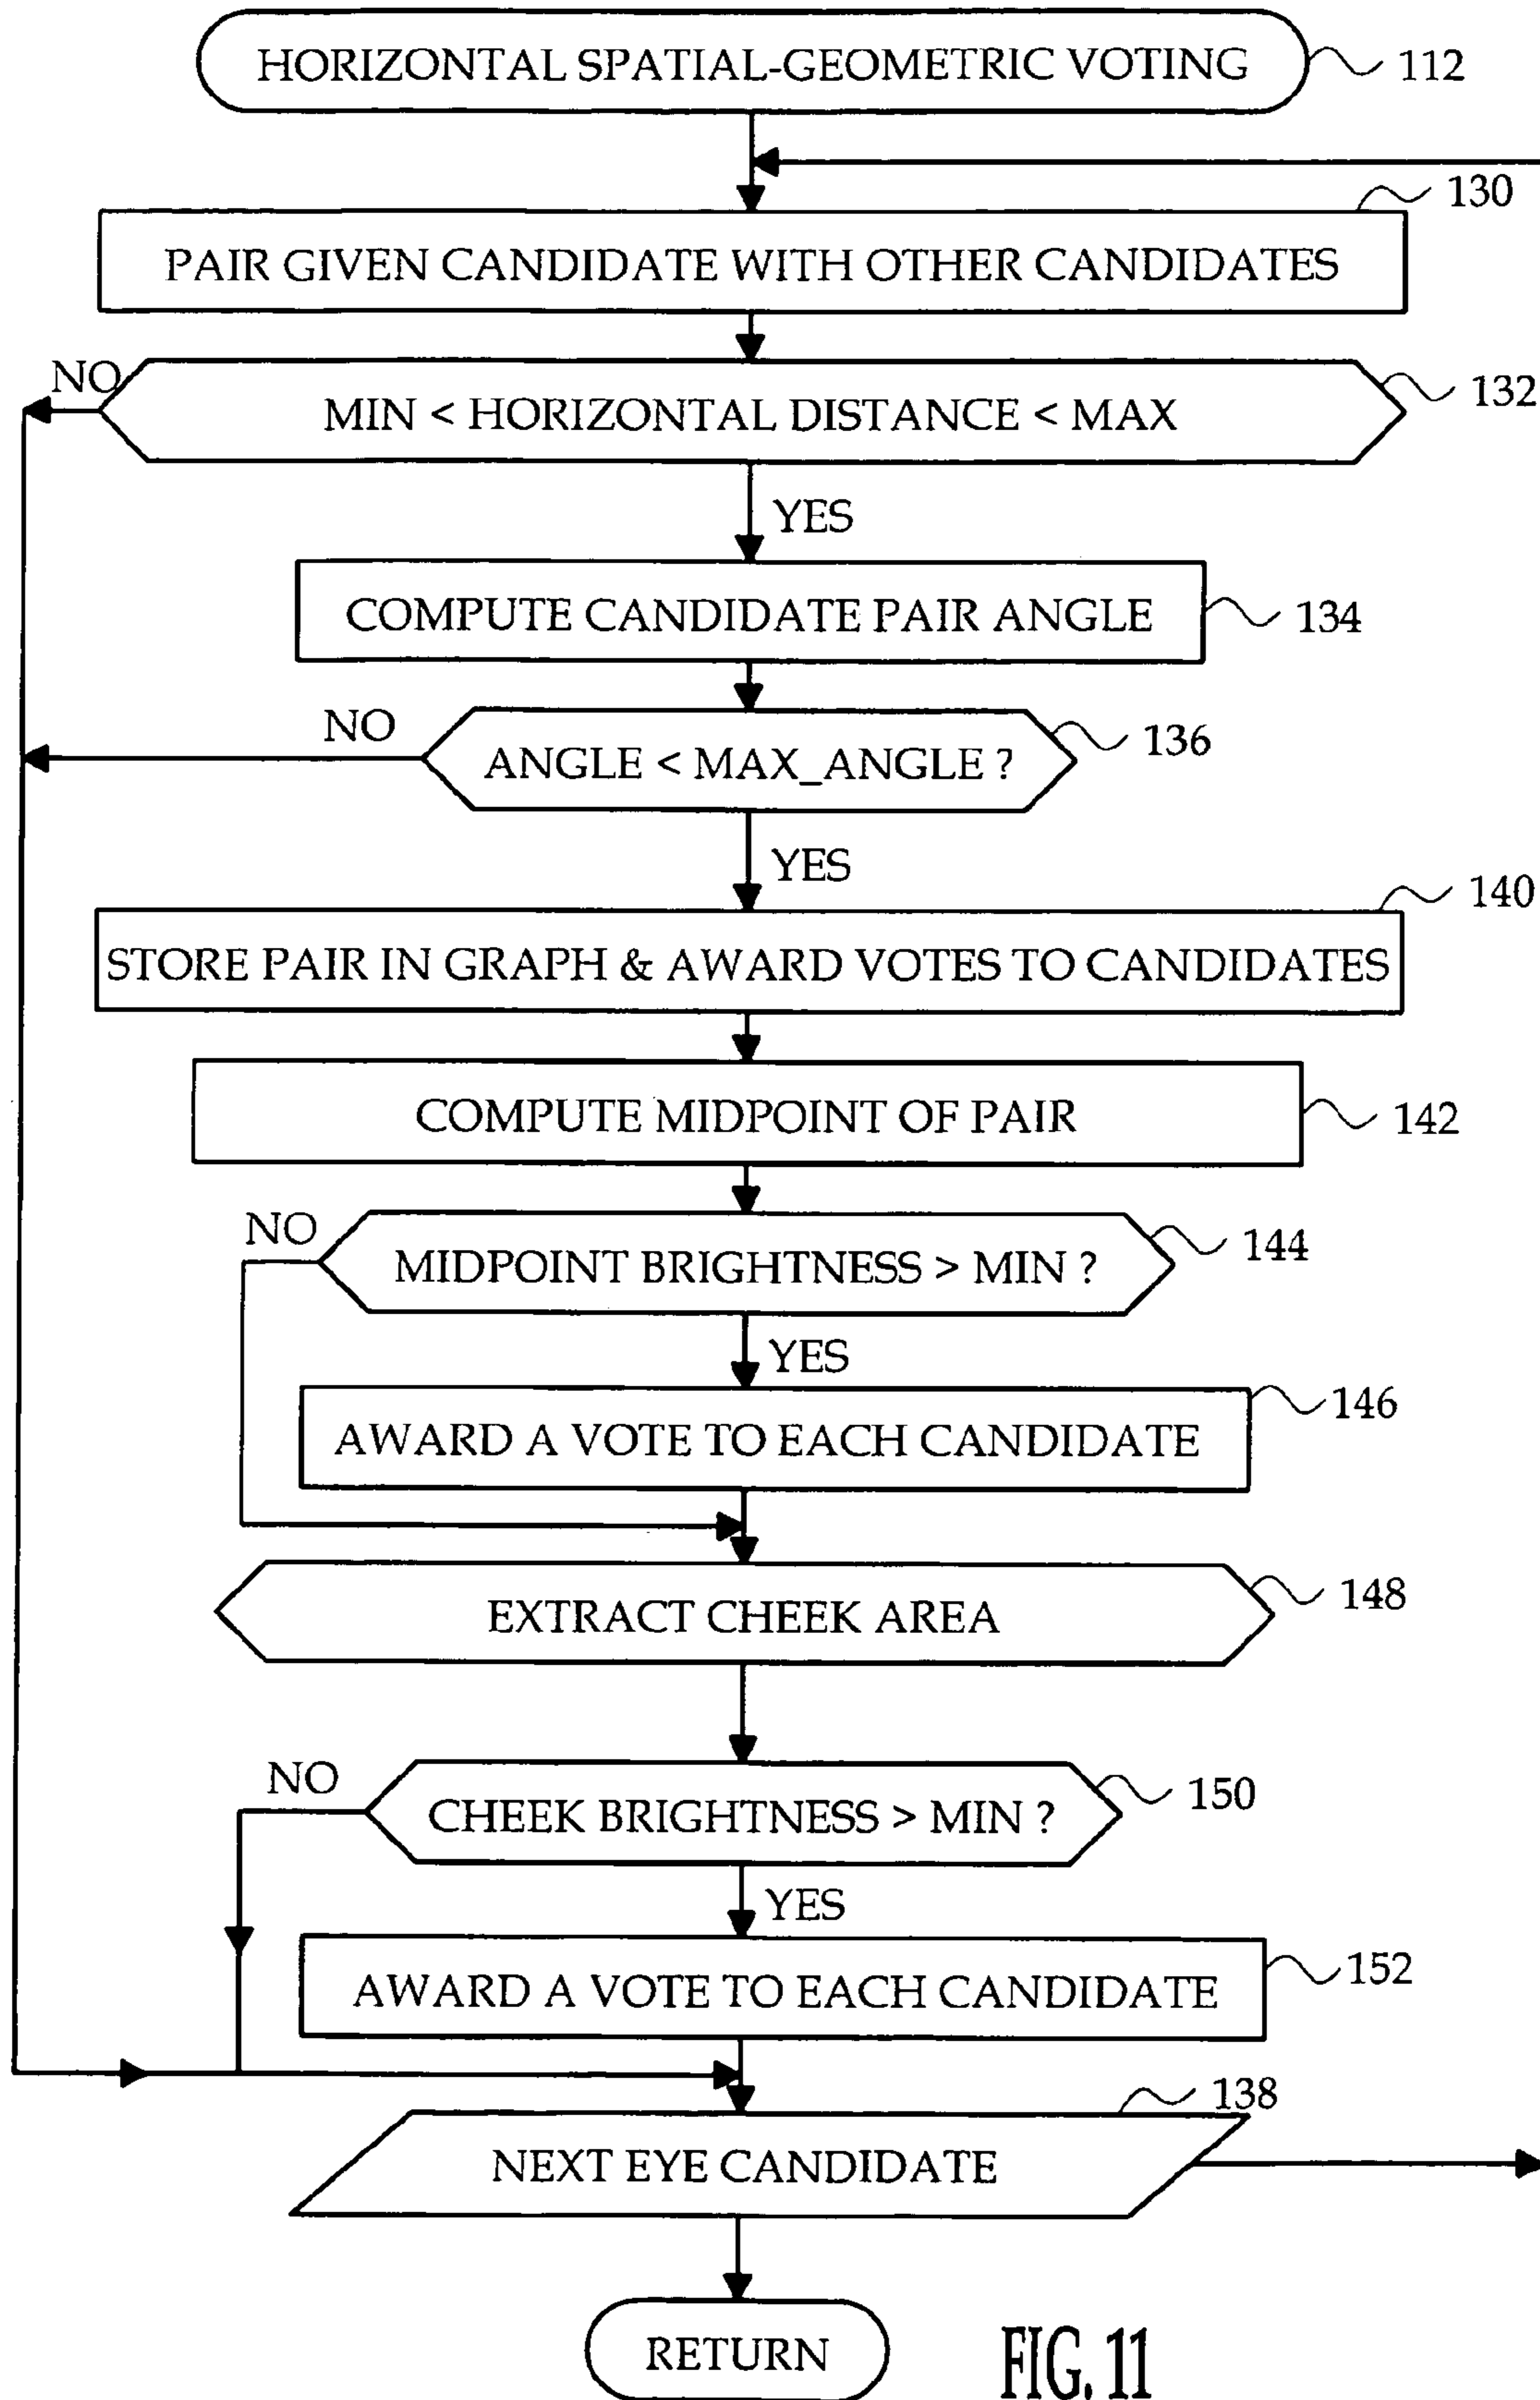 HORIZONTAL SPATIAL-GEOMETRIC VOTING
112
130
PAIR GIVEN CANDIDATE WITH OTHER CANDIDATES
NO
MIN < HORIZONTAL DISTANCE < MAX
132
YES
COMPUTE CANDIDATE PAIR ANGLE
134
NO
ANGLE < MAX_ANGLE ?
136
YES
140
STORE PAIR IN GRAPH & AWARD VOTES TO CANDIDATES
COMPUTE MIDPOINT OF PAIR
142
NO
MIDPOINT BRIGHTNESS > MIN ?
144
YES
146
AWARD A VOTE TO EACH CANDIDATE
EXTRACT CHEEK AREA
148
NO
CHEEK BRIGHTNESS > MIN ?
150
YES
AWARD A VOTE TO EACH CANDIDATE
152
138
NEXT EYE CANDIDATE
RETURN
FIG. 11